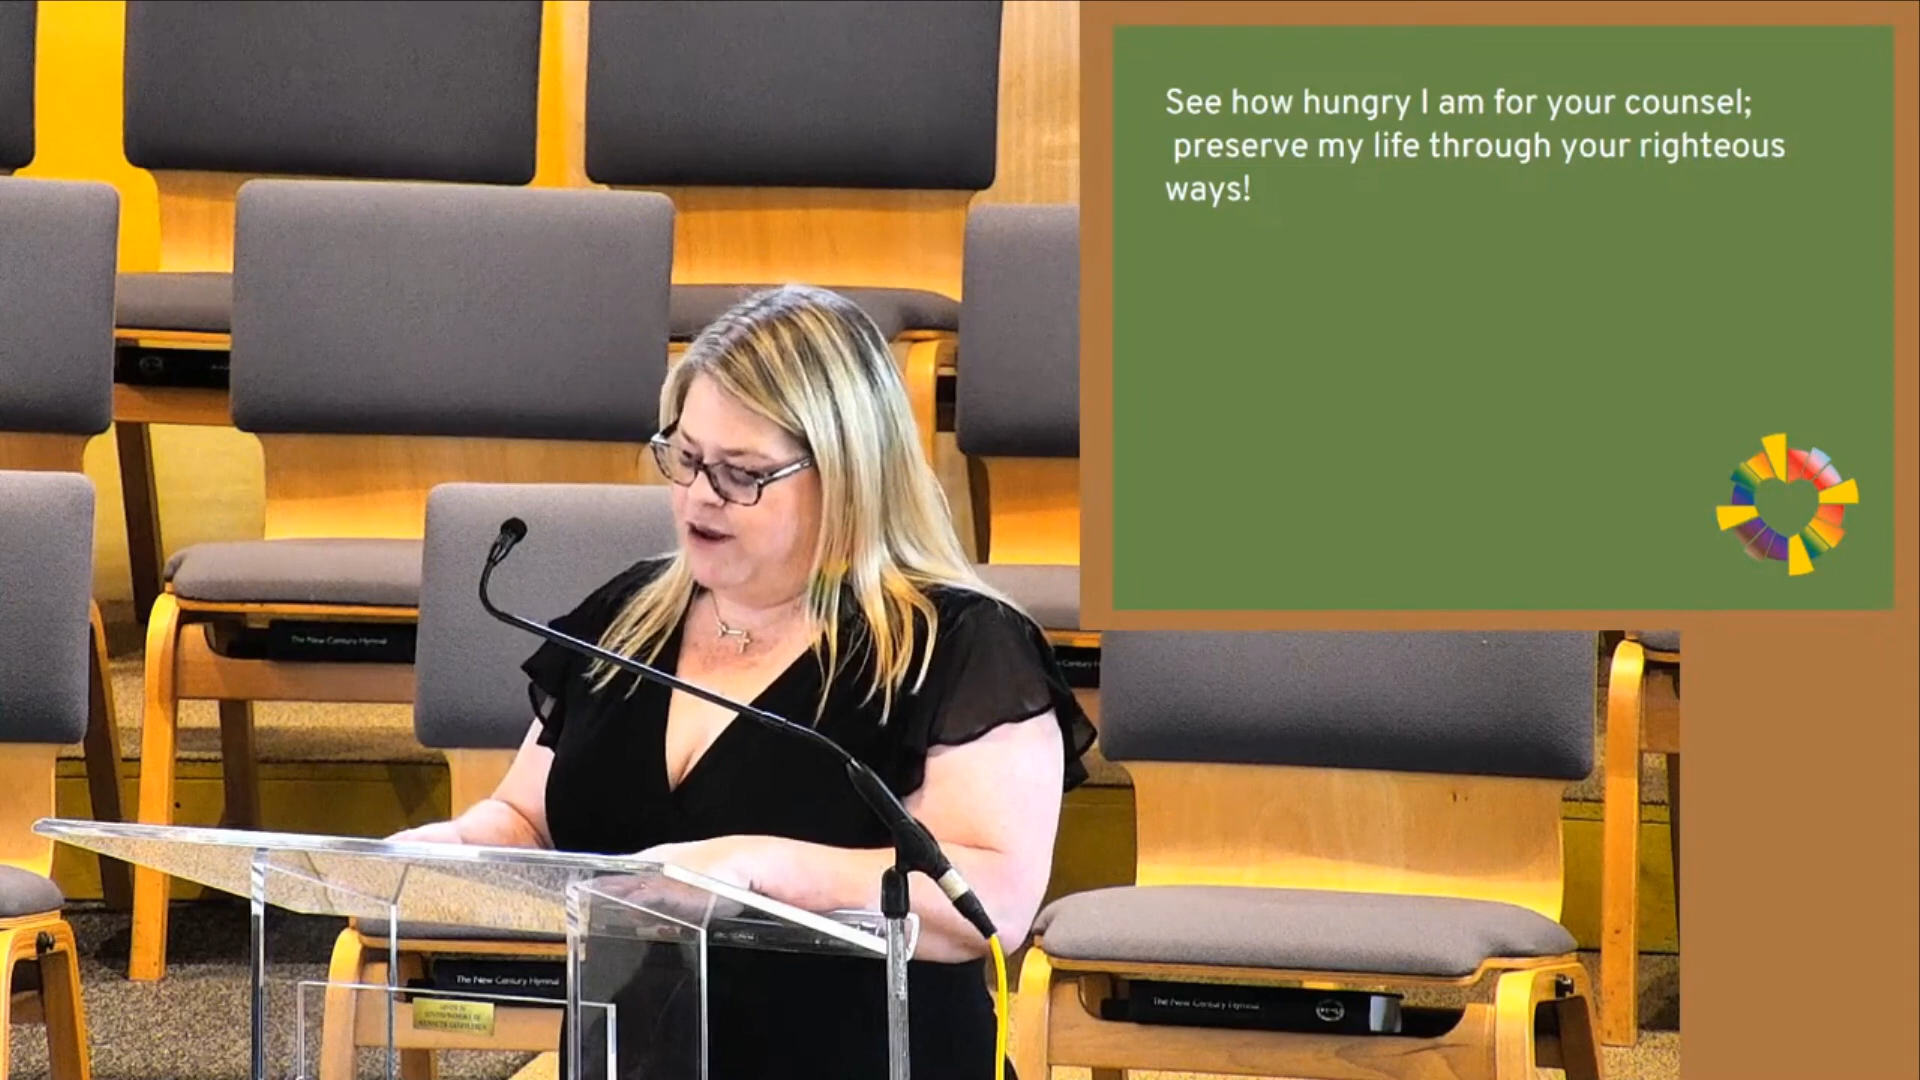 See how hungry I am for your counsel;
preserve my life through your righteous
ways!
The New Century Hymnal
The New Century Hymnal
The New Century Hymnal